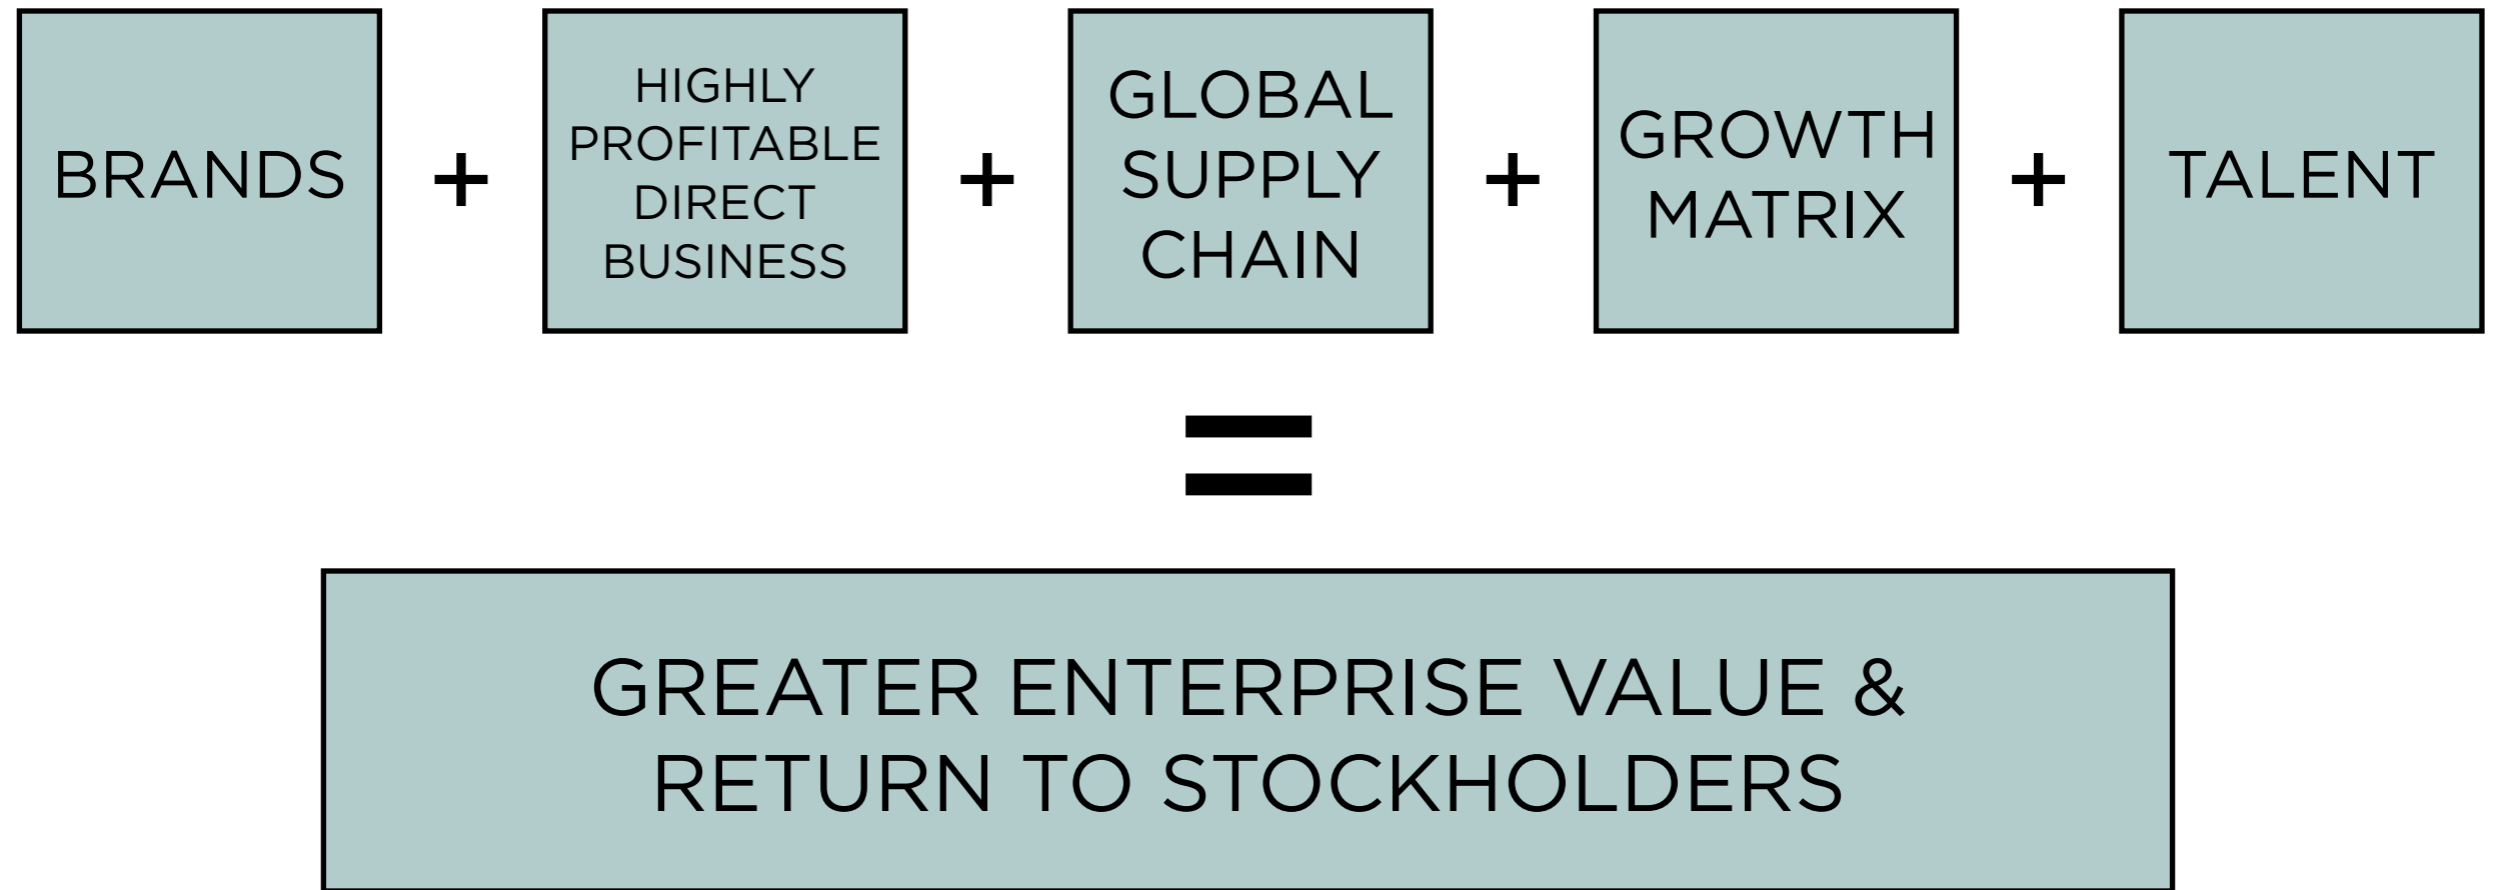 BRANDS
+
HIGHLY
PROFITABLE
DIRECT
BUSINESS
+
GLOBAL
SUPPLY
CHAIN
+
GROWTH
MATRIX
+
TALENT
=
GREATER ENTERPRISE VALUE &
RETURN TO STOCKHOLDERS